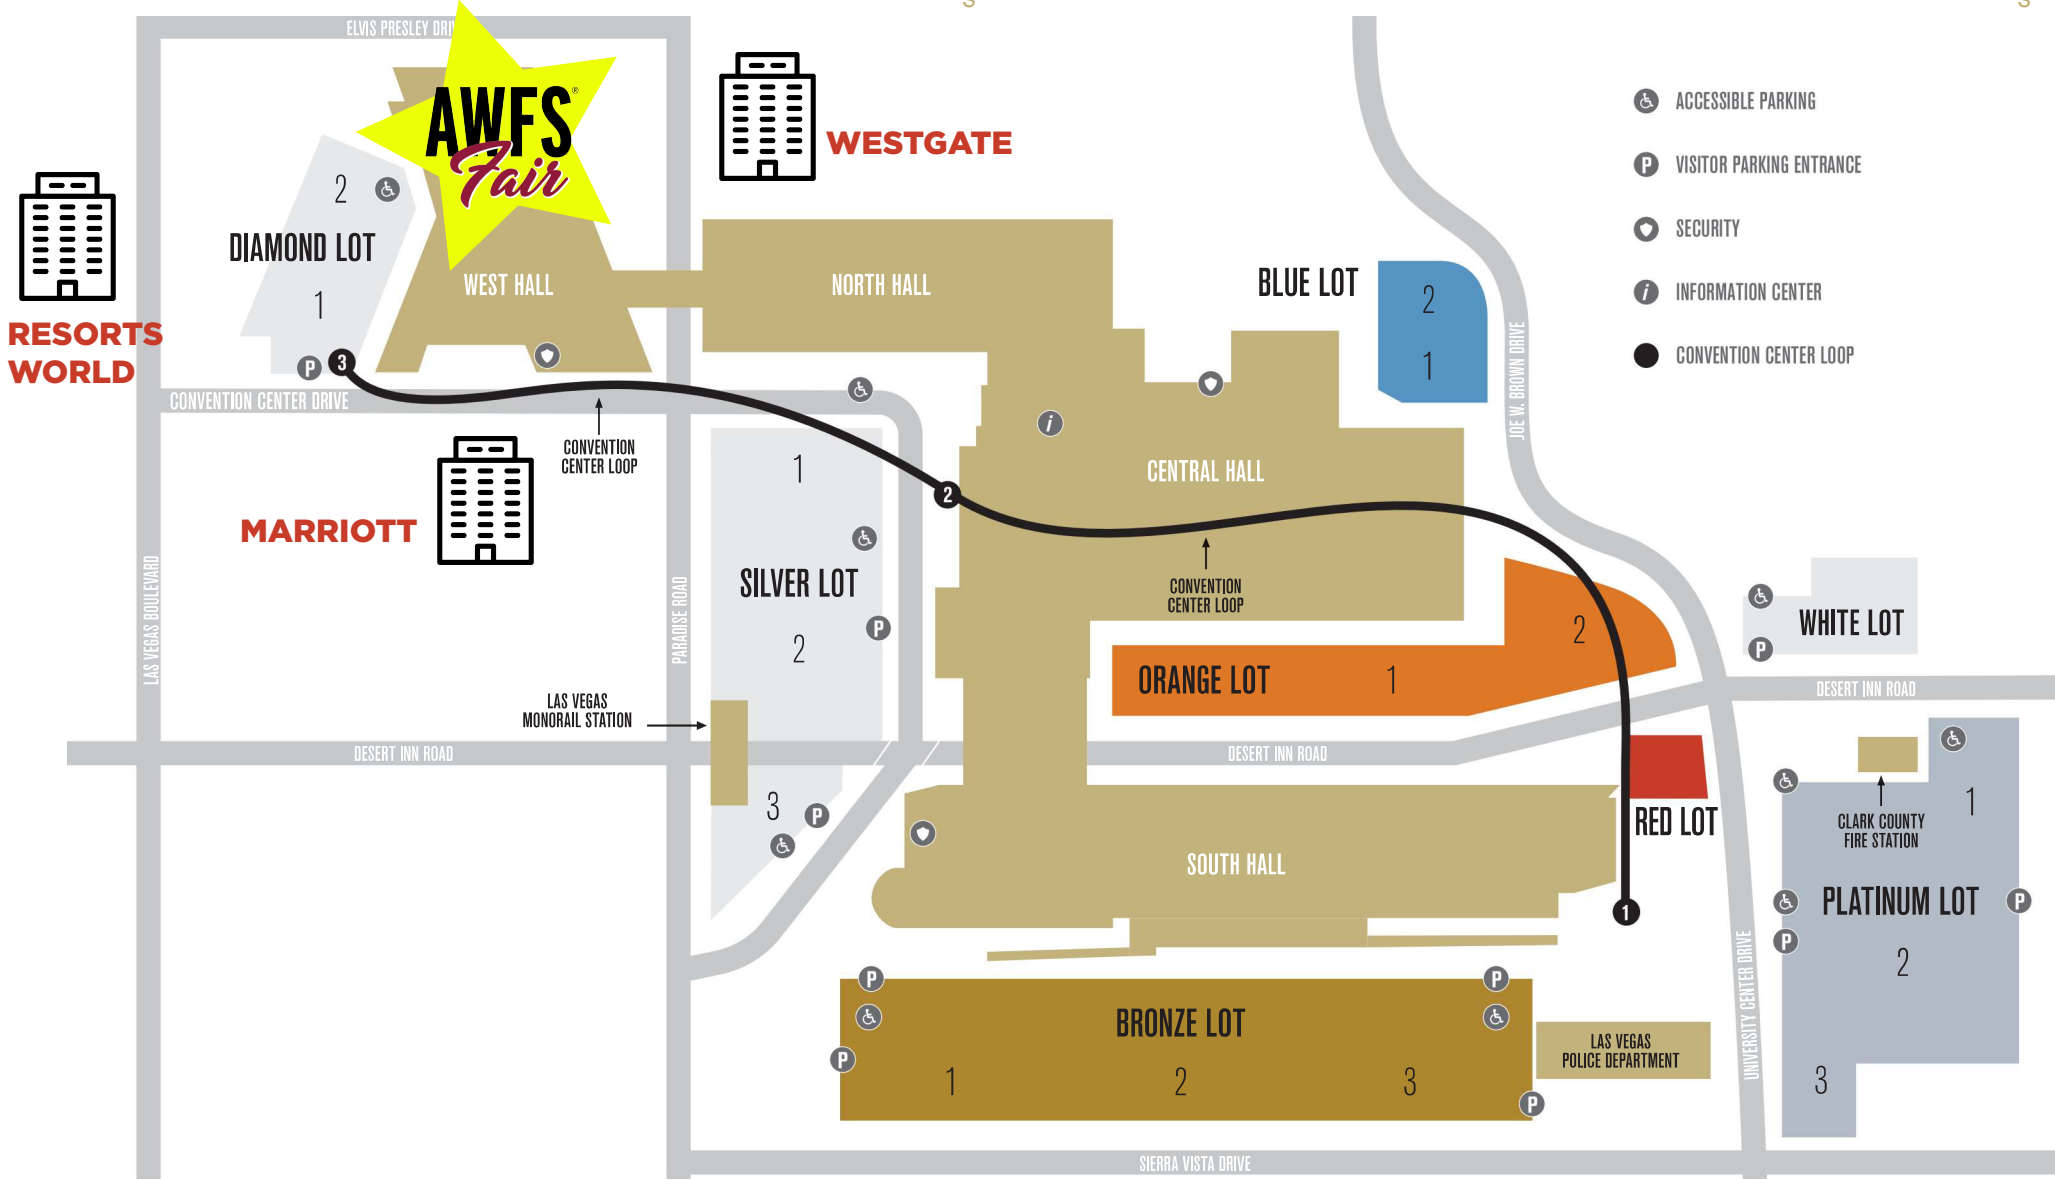 S
S
ELVIS PRESLEY DRI
AWFS®
Fair
WESTGATE
ACCESSIBLE PARKING
P VISITOR PARKING ENTRANCE
SECURITY
i INFORMATION CENTER
CONVENTION CENTER LOOP
RESORTS
WORLD
2
DIAMOND LOT
1
P
3
WEST HALL
NORTH HALL
BLUE LOT
2
1
JOE W. BROWN DRIVE
CONVENTION CENTER DRIVE
CONVENTION
CENTER LOOP
MARRIOTT
i
CENTRAL HALL
2
CONVENTION
CENTER LOOP
1
SILVER LOT
2
P
3
P
LAS VEGAS BOULEVARD
PARADISE ROAD
LAS VEGAS
MONORAIL STATION
ORANGE LOT
1
2
WHITE LOT
P
DESERT INN ROAD
DESERT INN ROAD
DESERT INN ROAD
RED LOT
SOUTH HALL
1
CLARK COUNTY
FIRE STATION
1
PLATINUM LOT
P
P
2
3
UNIVERSITY CENTER DRIVE
P
P
BRONZE LOT
P
1
2
3
P
LAS VEGAS
POLICE DEPARTMENT
SIERRA VISTA DRIVE